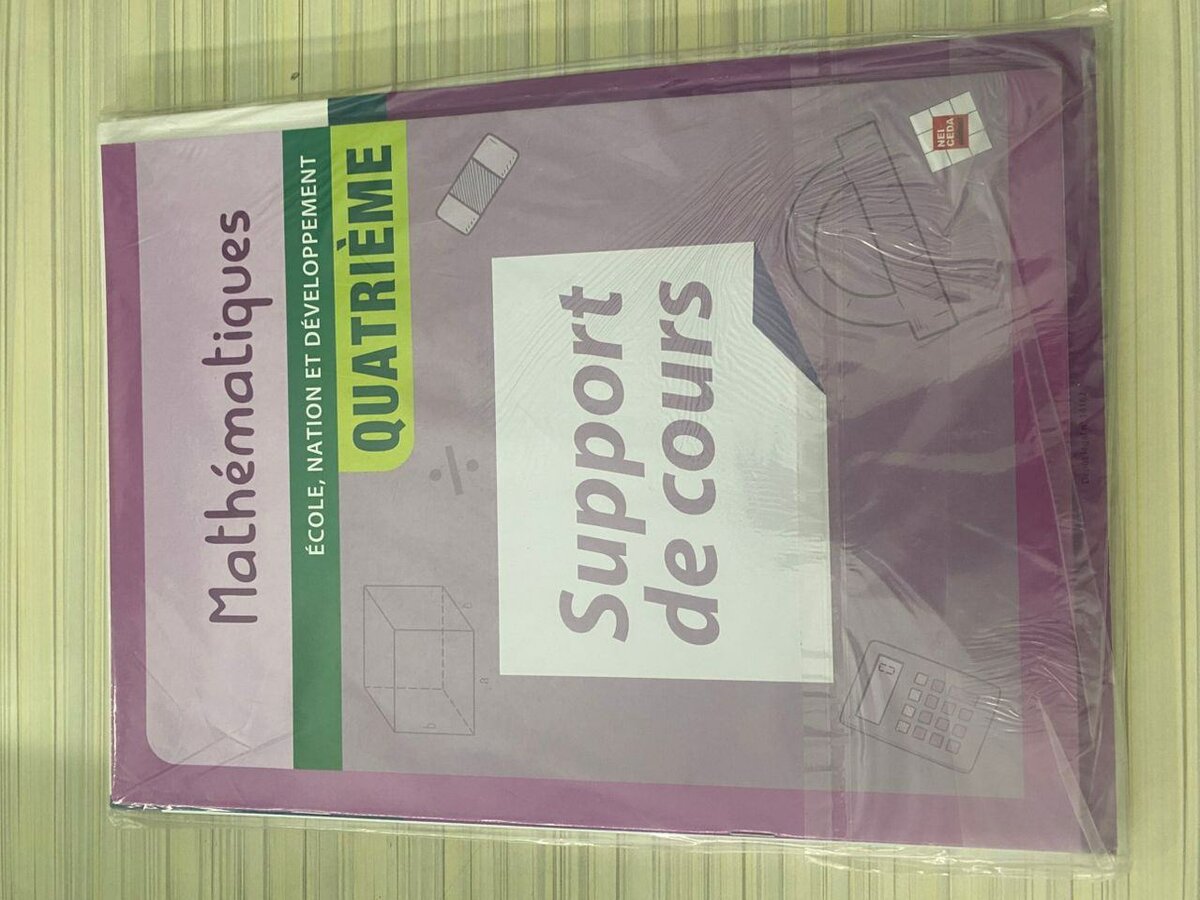 Mathématiques
ÉCOLE, NATION ET DÉVELOPPEMENT
QUATRIÈME
Support
de cours
NEI
CEDA